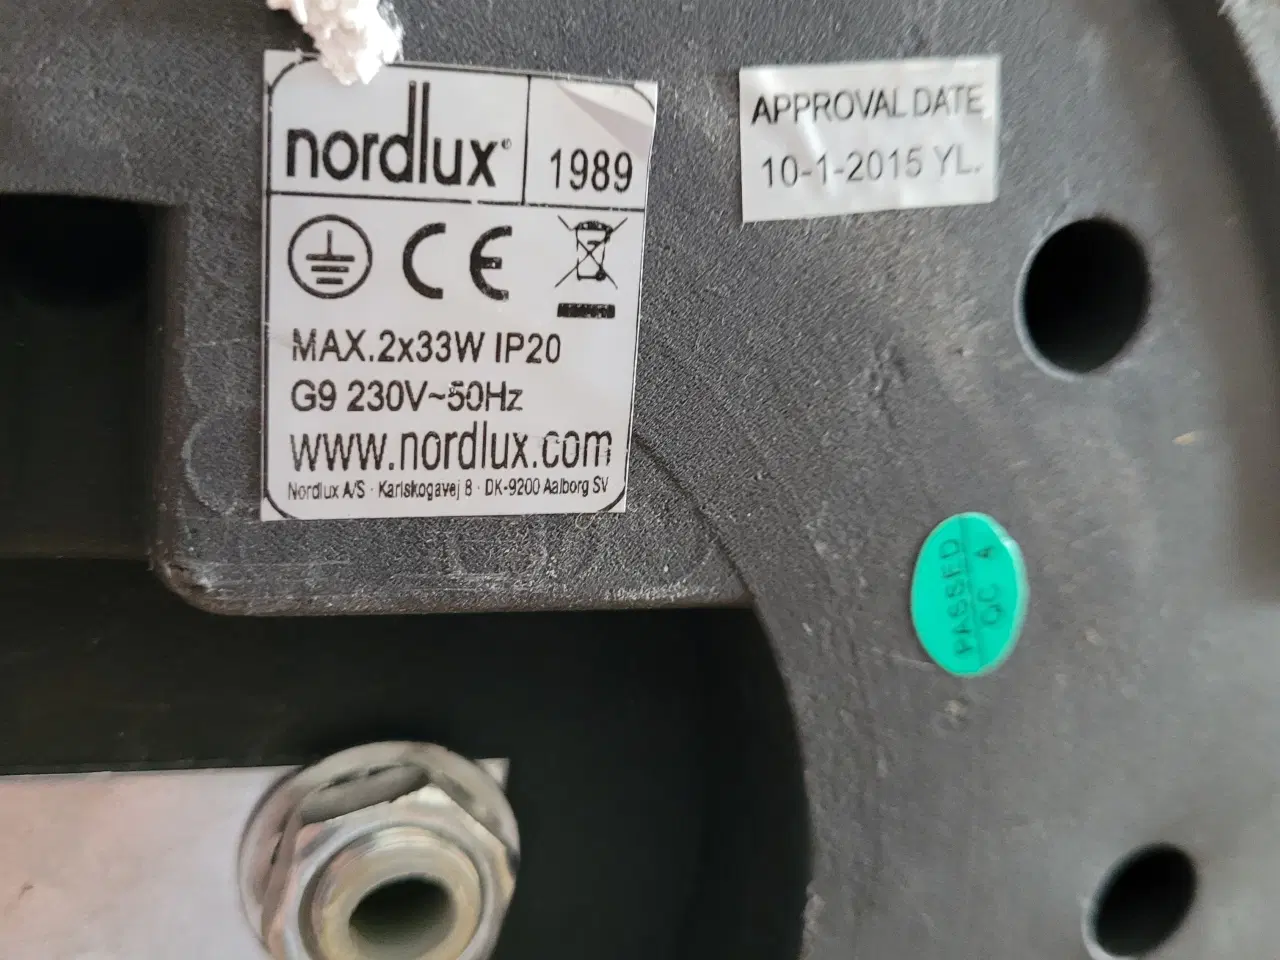 nordlux®
1989
CE
MAX.2x33W IP20
G9 230V~50Hz
www.nordlux.com
Nordlux A/S · Karlskogavej 8 · DK-9200 Aalborg SV
APPROVAL DATE
10-1-2015 YL.
PASSED
QC A